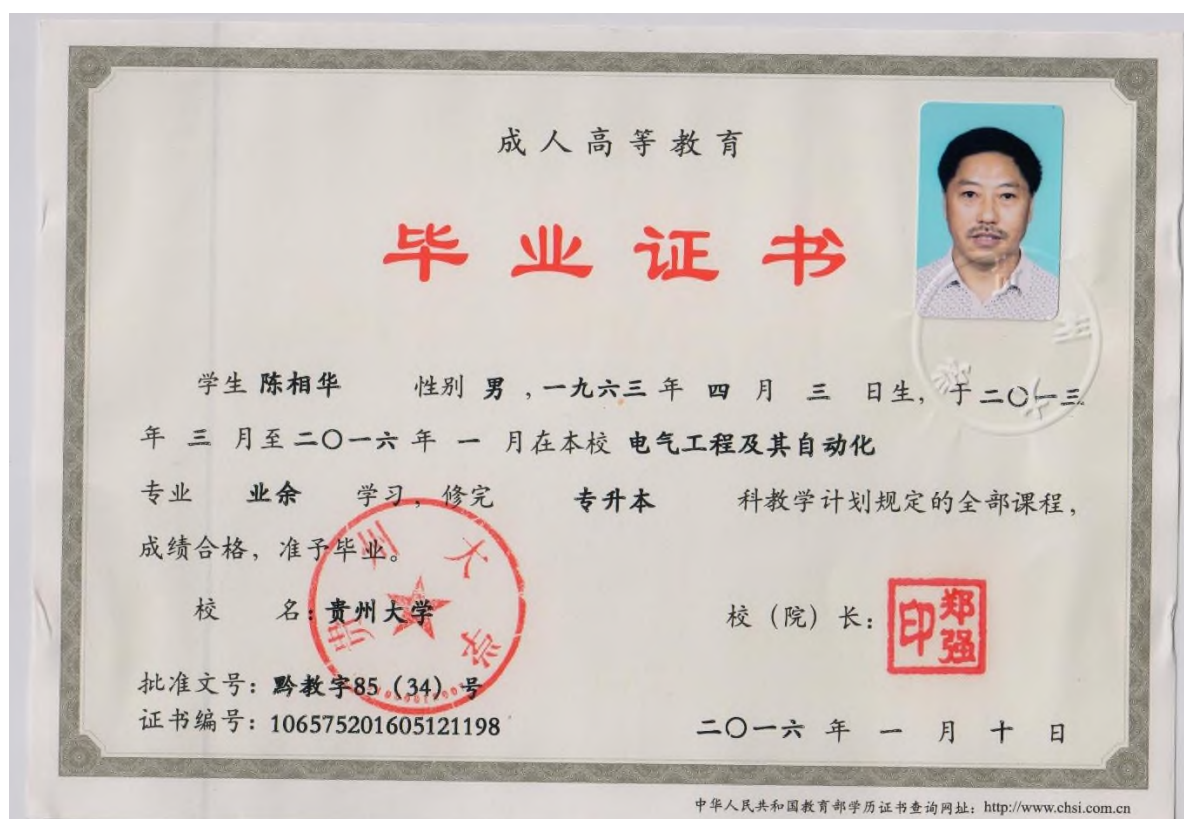 成人高等教育
毕业证书
学生 陈相华 性别 男 ，一九六三 年 四 月 三 日生，于 二〇一三
年 三 月至 二〇一六 年 一 月在本校 电气工程及其自动化
专业 业余 学习，修完 专升本 科教学计划规定的全部课程，
成绩合格，准予毕业。
贵州大学
校 名：贵州大学
校（院）长：
郑强印
批准文号：黔教字85（34）号
证书编号：106575201605121198
二〇一六 年 一 月 十 日
中华人民共和国教育部学历证书查询网址：http://www.chsi.com.cn